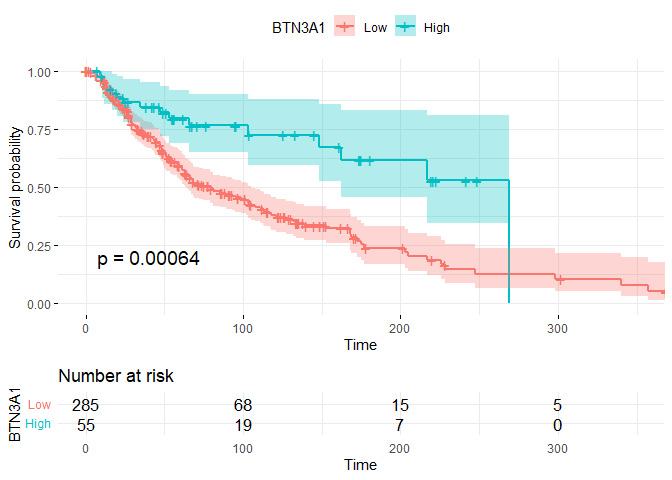 BTN3A1 Low High
Survival probability
1.00
0.75
0.50
0.25
0.00
p = 0.00064
0 100 200 300
Time
Number at risk
BTN3A1
Low 285 68 15 5
High 55 19 7 0
0 100 200 300
Time